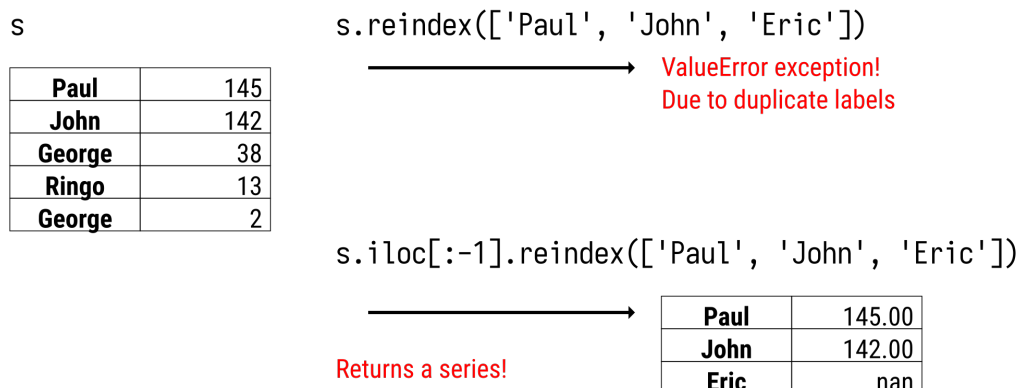 s
s.reindex(['Paul', 'John', 'Eric'])
ValueError exception!
Due to duplicate labels
Paul 145
John 142
George 38
Ringo 13
George 2
s.iloc[:-1].reindex(['Paul', 'John', 'Eric'])
Returns a series!
Paul 145.00
John 142.00
Eric nan